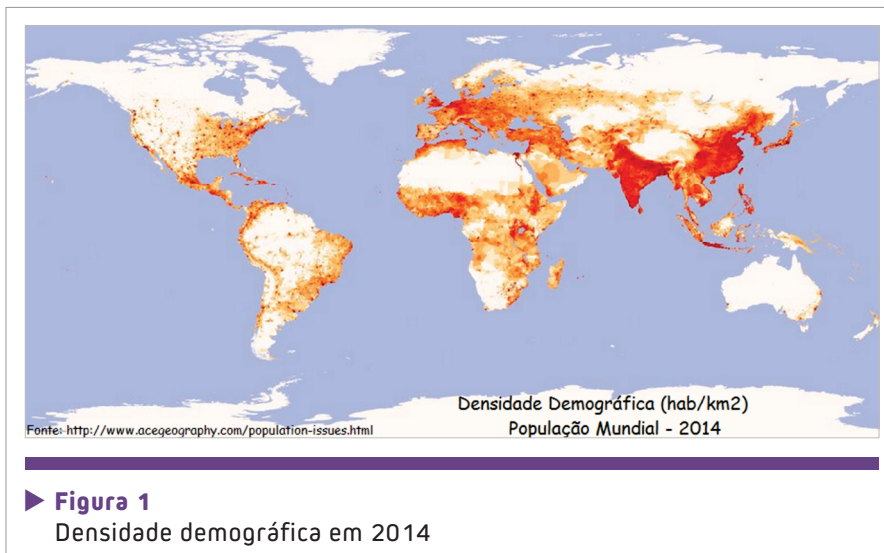 Densidade Demográfica (hab/km2)
População Mundial - 2014
Fonte: http://www.acegeography.com/population-issues.html
Figura 1
Densidade demográfica em 2014